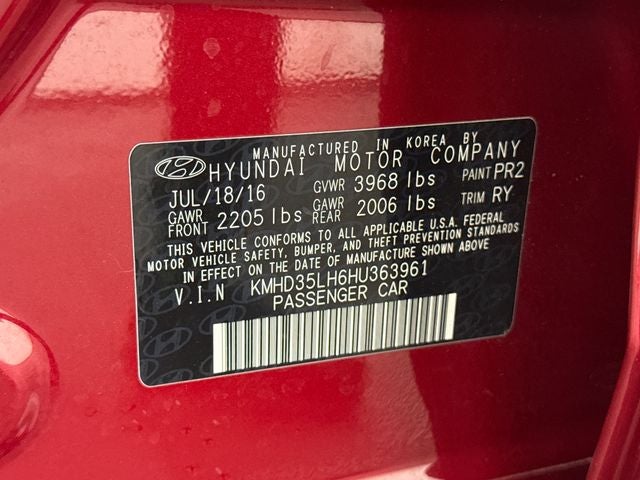 MANUFACTURED IN KOREA BY
HYUNDAI MOTOR COMPANY
JUL/18/16 GVWR 3968 lbs PAINT PR2
GAWR FRONT 2205 lbs GAWR REAR 2006 lbs TRIM RY
THIS VEHICLE CONFORMS TO ALL APPLICABLE U.S.A. FEDERAL
MOTOR VEHICLE SAFETY, BUMPER, AND THEFT PREVENTION STANDARDS
IN EFFECT ON THE DATE OF MANUFACTURE SHOWN ABOVE
V.I.N KMHD35LH6HU363961
PASSENGER CAR